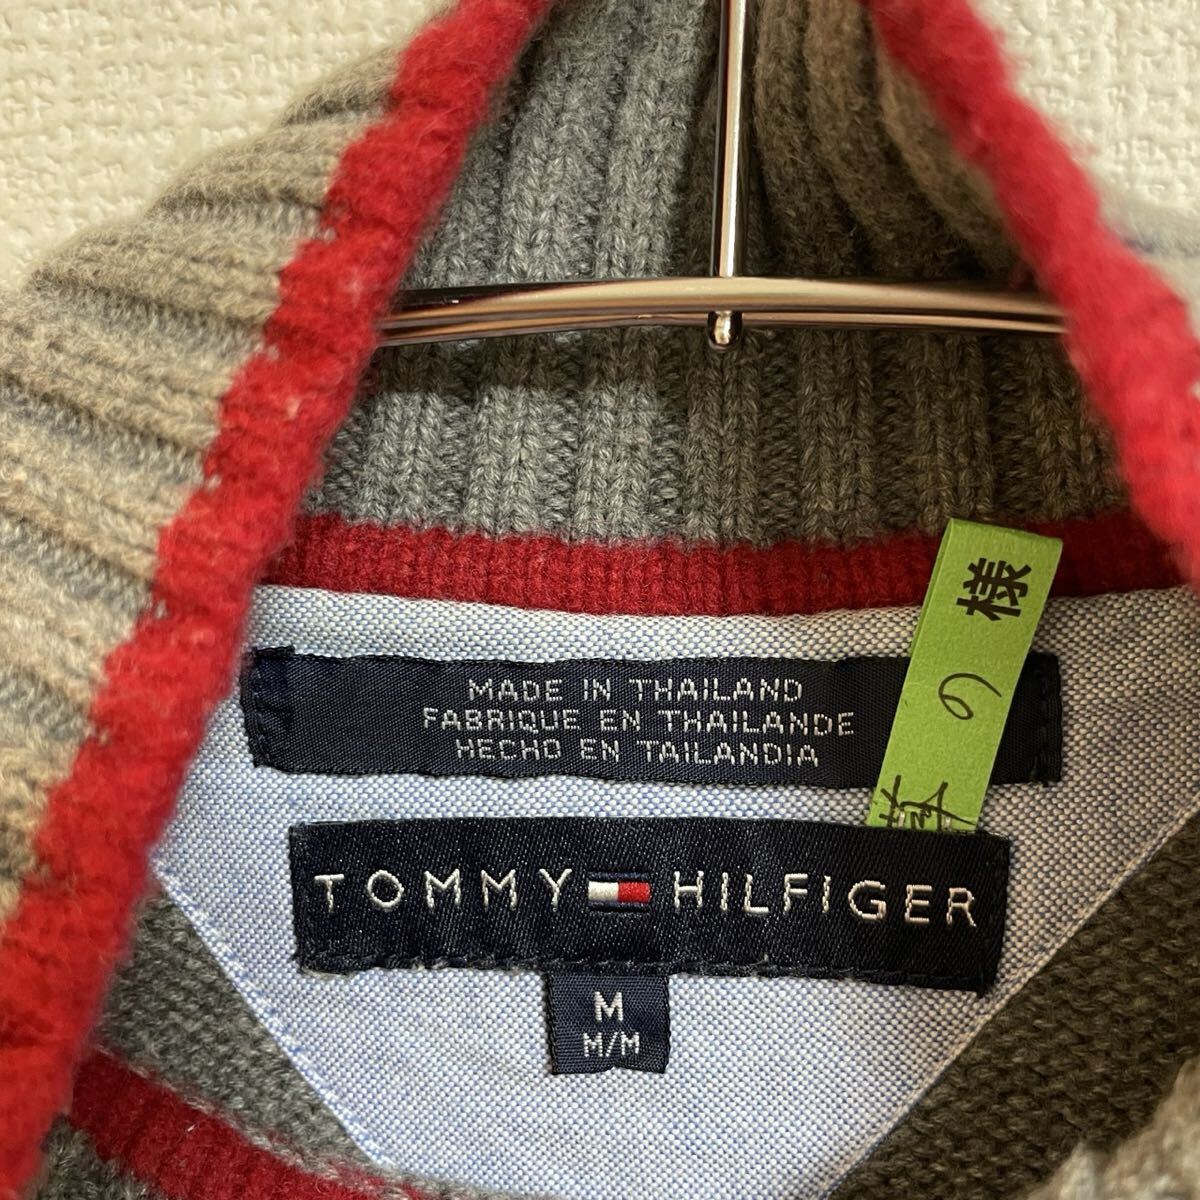 MADE IN THAILAND
FABRIQUE EN THAILANDE
HECHO EN TAILANDIA
TOMMY HILFIGER
M
M/M
様